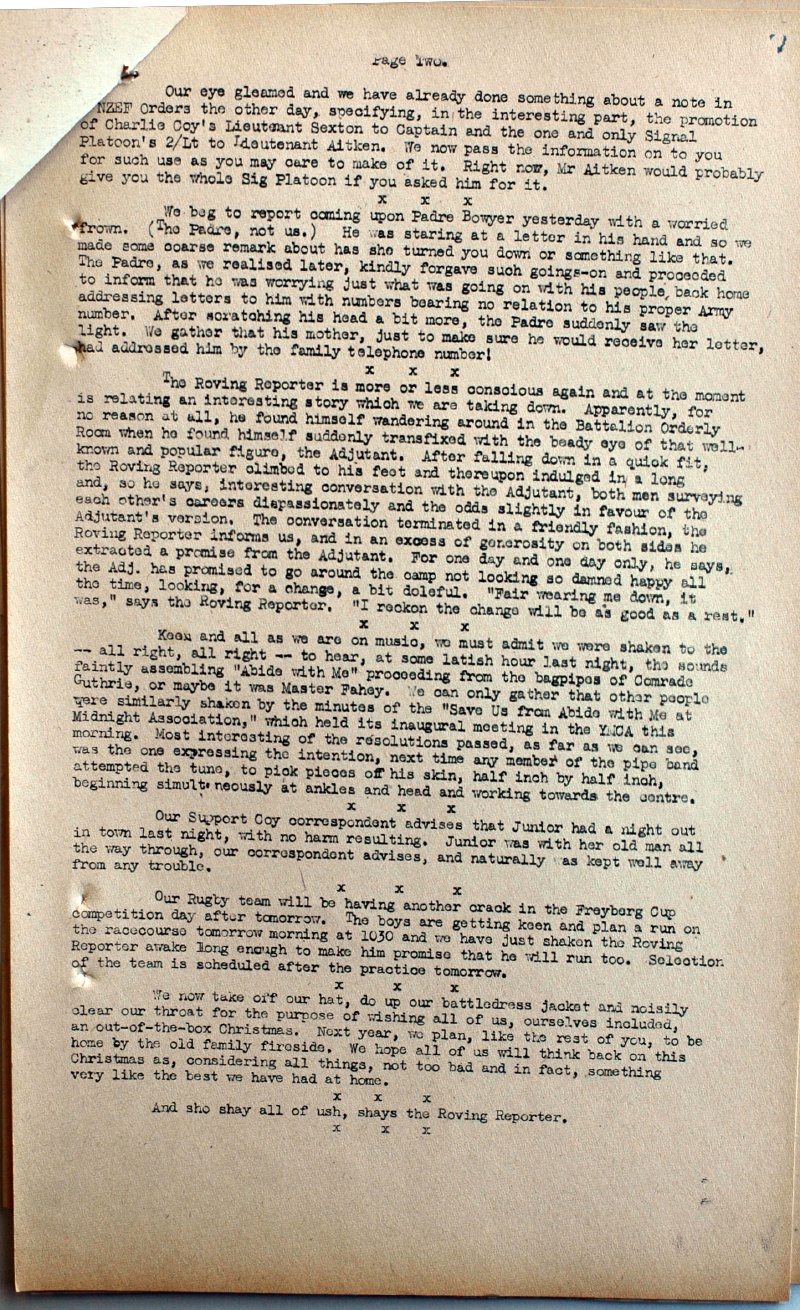 Page Two.
Our eye gleamed and we have already done something about a note in
NZEF Orders the other day, specifying, in the interesting part, the promotion
of Charlie Coy's Lieutenant Sexton to Captain and the one and only Signal
Platoon's 2/Lt to Lieutenant Aitken. We now pass the information on to you
for such use as you may care to make of it. Right now, Mr Aitken would probably
give you the whole Sig Platoon if you asked him for it.
x x x
We beg to report coming upon Padre Bowyer yesterday with a worried
frown. (The Padre, not us.) He was staring at a letter in his hand and so we
made some coarse remark about has she turned you down or something like that.
The Padre, as we realised later, kindly forgave such goings-on and proceeded
to inform that he was worrying just what was going on with his people back home
addressing letters to him with numbers bearing no relation to his proper Army
number. After scratching his head a bit more, the Padre suddenly saw the
light. We gather that his mother, just to make sure he would receive her letter,
had addressed him by the family telephone number!
x x x
The Roving Reporter is more or less conscious again and at the moment
is relating an interesting story which we are taking down. Apparently, for
no reason at all, he found himself wandering around in the Battalion Orderly
Room when he found himself suddenly transfixed with the beady eye of that well-
known and popular figure, the Adjutant. After falling down in a quick fit,
the Roving Reporter climbed to his feet and thereupon indulged in a long
and, so he says, interesting conversation with the Adjutant, both men surveying
each other's careers dispassionately and the odds slightly in favour of the
Adjutant's version. The conversation terminated in a friendly fashion, the
Roving Reporter informs us, and in an excess of generosity on both sides he
extracted a promise from the Adjutant. For one day and one day only, he says,
the Adj. has promised to go around the camp not looking so damned happy all
the time, looking, for a change, a bit doleful. "Fair wearing me down, it
was," says the Roving Reporter. "I reckon the change will be as good as a rest."
x x x
Keen and all as we are on music, we must admit we were shaken to the
-- all right, all right -- to hear, at some latish hour last night, the sounds
faintly assembling "Abide with Me" proceeding from the bagpipes of Comrade
Guthrie, or maybe it was Master Fahey. We can only gather that other people
were similarly shaken by the minutes of the "Save Us from Abide with Me at
Midnight Association," which held its inaugural meeting in the YMCA this
morning. Most interesting of the resolutions passed, as far as we can see,
was the one expressing the intention, next time any member of the pipe band
attempted the tune, to pick pieces off his skin, half inch by half inch,
beginning simultaneously at ankles and head and working towards the centre.
x x x
Our Support Coy correspondent advises that Junior had a night out
in town last night, with no harm resulting. Junior was with her old man all
the way through, our correspondent advises, and naturally was kept well away
from any trouble.
x x x
Our Rugby team will be having another crack in the Freyberg Cup
competition day after tomorrow. The boys are getting keen and plan a run on
the racecourse tomorrow morning at 1030 and we have just shaken the Roving
Reporter awake long enough to make him promise that he will run too. Selection
of the team is scheduled after the practice tomorrow.
x x x
We now take off our hat, do up our battledress jacket and noisily
clear our throat for the purpose of wishing all of us, ourselves included,
an out-of-the-box Christmas. Next year, we plan, like the rest of you, to be
home by the old family fireside. We hope all of us will think back on this
Christmas as, considering all things, not too bad and in fact, something
very like the best we have had at home.
x x x
And sho shay all of ush, shays the Roving Reporter.
x x x